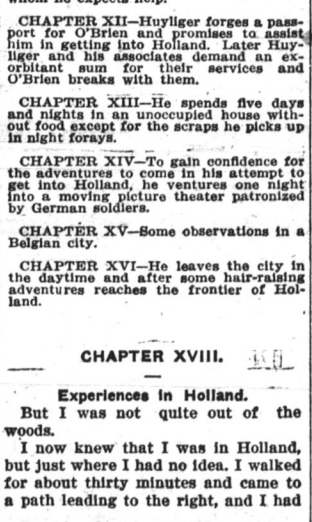 whom he expects help.
CHAPTER XII—Huyliger forges a pass-
port for O'Brien and promises to assist
him in getting into Holland. Later Huy-
liger and his associates demand an ex-
orbitant sum for their services and
O'Brien breaks with them.
CHAPTER XIII—He spends five days
and nights in an unoccupied house with-
out food except for the scraps he picks up
in night forays.
CHAPTER XIV—To gain confidence for
the adventures to come in his attempt to
get into Holland, he ventures one night
into a moving picture theater patronized
by German soldiers.
CHAPTER XV—Some observations in a
Belgian city.
CHAPTER XVI—He leaves the city in
the daytime and after some hair-raising
adventures reaches the frontier of Hol-
land.
CHAPTER XVIII.
Experiences in Holland.
But I was not quite out of the
woods.
I now knew that I was in Holland,
but just where I had no idea. I walked
for about thirty minutes and came to
a path leading to the right, and I had